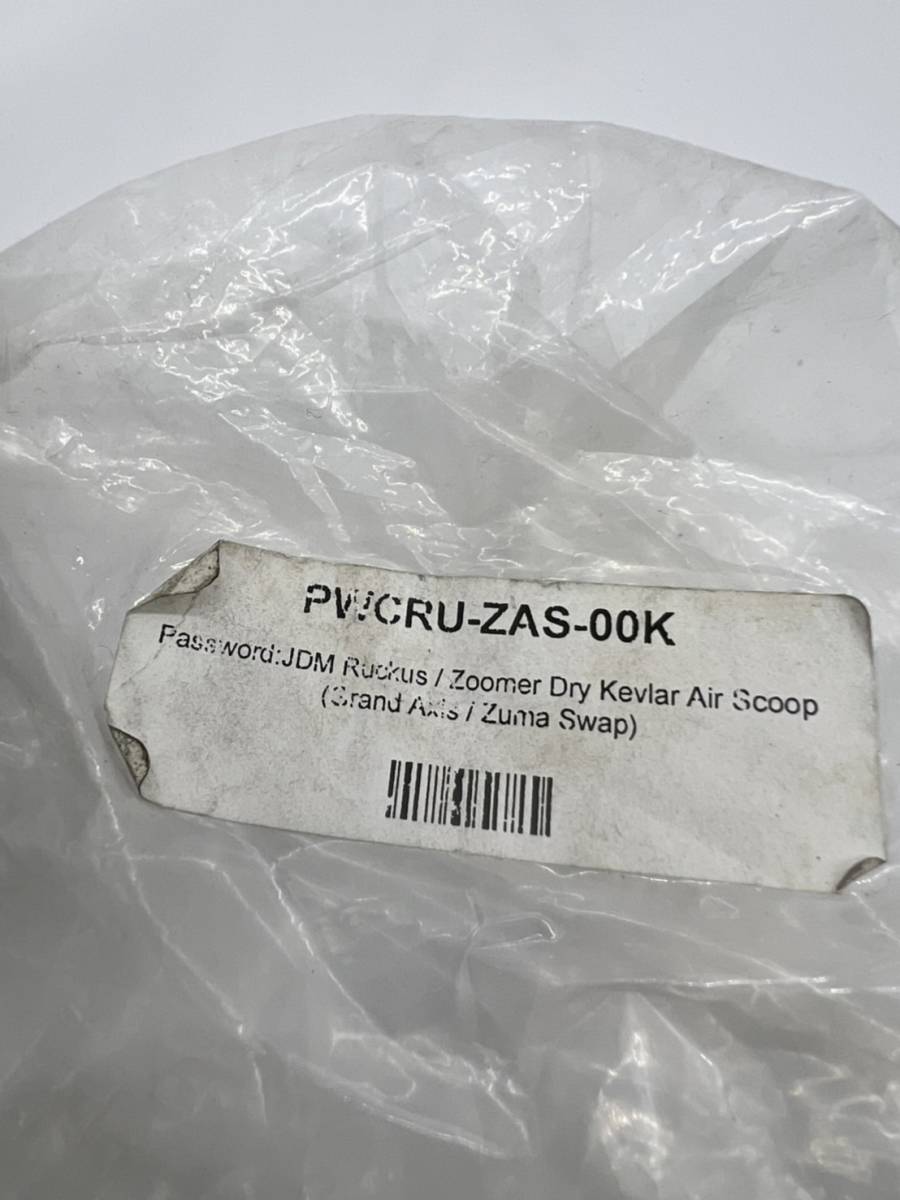 PWCRU-ZAS-00K
Password:JDM Ruckus / Zoomer Dry Kevlar Air Scoop
(Grand Axis / Zuma Swap)